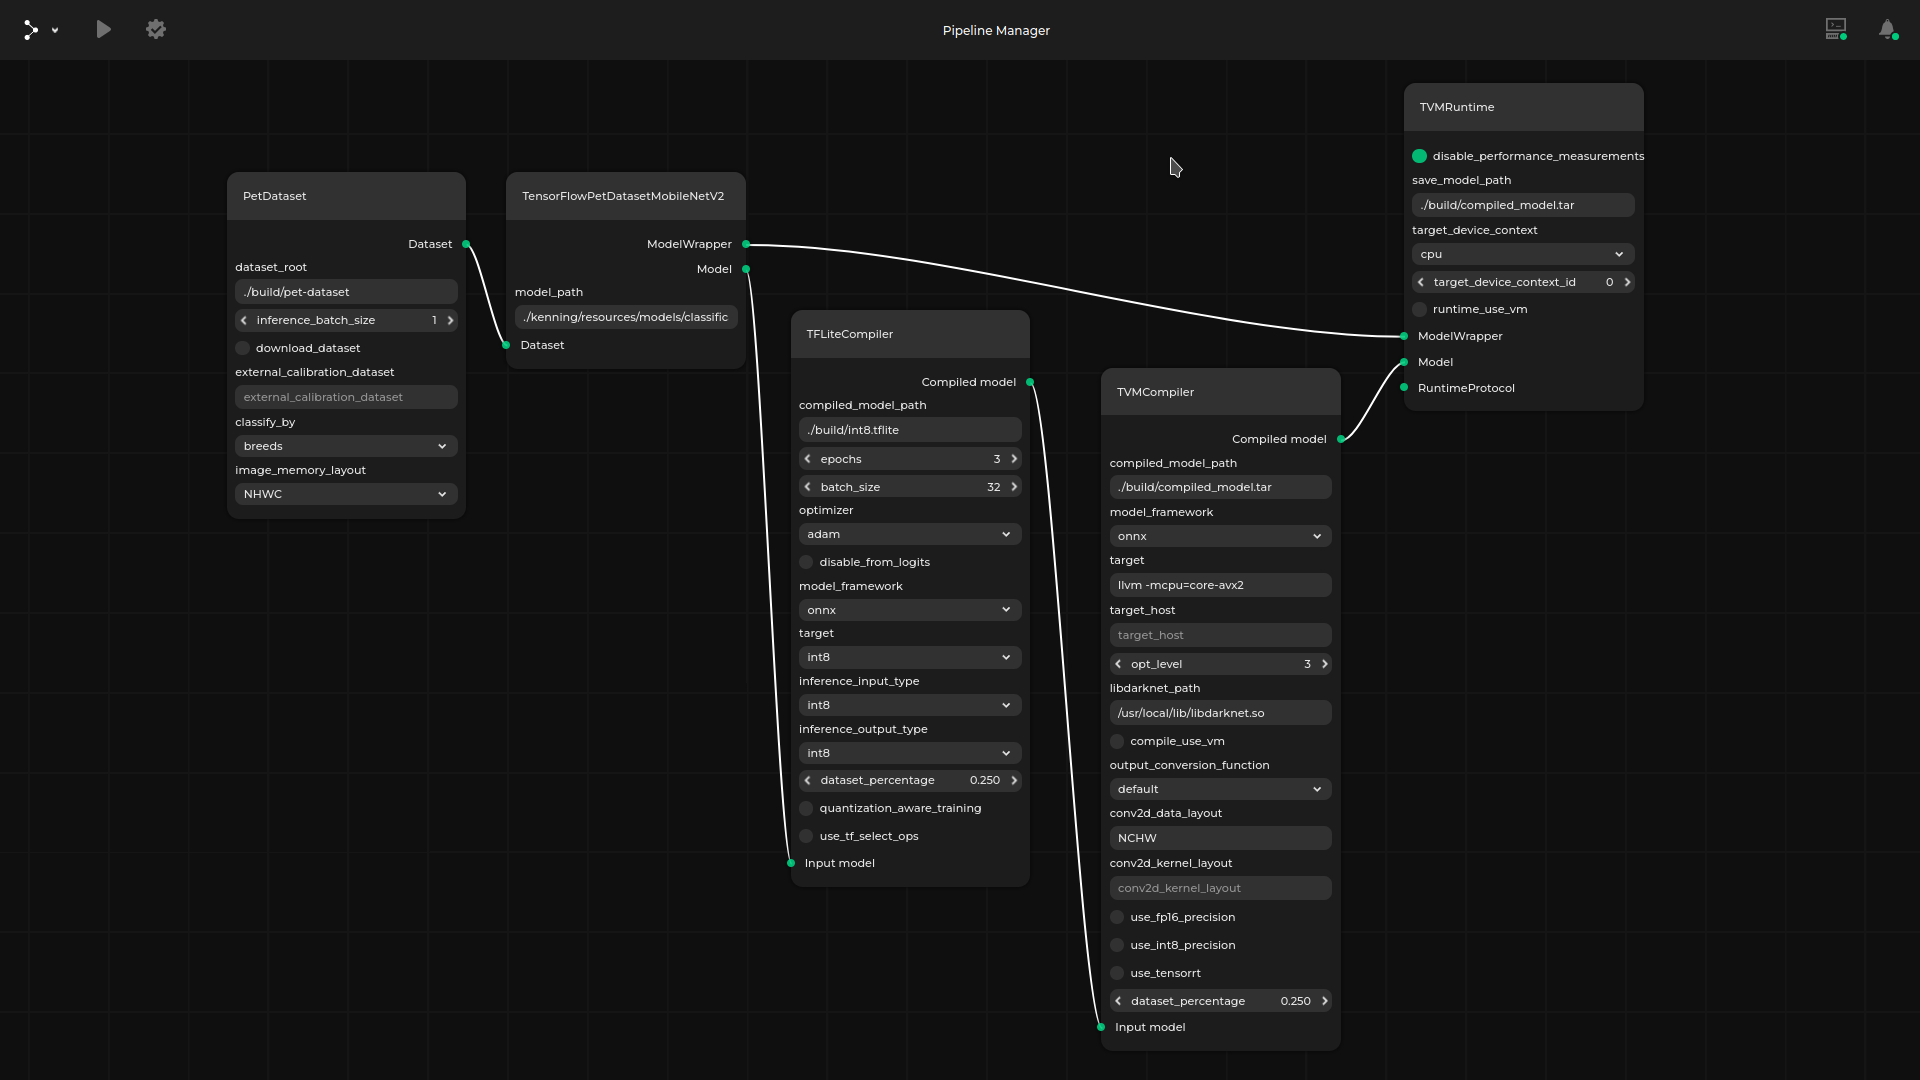 Pipeline Manager
PetDataset
Dataset
dataset_root
./build/pet-dataset
inference_batch_size 1
download_dataset
external_calibration_dataset
external_calibration_dataset
classify_by
breeds
image_memory_layout
NHWC
TensorFlowPetDatasetMobileNetV2
ModelWrapper
Model
model_path
./kenning/resources/models/classific
Dataset
TFLiteCompiler
Compiled model
compiled_model_path
./build/int8.tflite
epochs 3
batch_size 32
optimizer
adam
disable_from_logits
model_framework
onnx
target
int8
inference_input_type
int8
inference_output_type
int8
dataset_percentage 0.250
quantization_aware_training
use_tf_select_ops
Input model
TVMCompiler
Compiled model
compiled_model_path
./build/compiled_model.tar
model_framework
onnx
target
llvm -mcpu=core-avx2
target_host
target_host
opt_level 3
libdarknet_path
/usr/local/lib/libdarknet.so
compile_use_vm
output_conversion_function
default
conv2d_data_layout
NCHW
conv2d_kernel_layout
conv2d_kernel_layout
use_fp16_precision
use_int8_precision
use_tensorrt
dataset_percentage 0.250
Input model
TVMRuntime
disable_performance_measurements
save_model_path
./build/compiled_model.tar
target_device_context
cpu
target_device_context_id 0
runtime_use_vm
ModelWrapper
Model
RuntimeProtocol